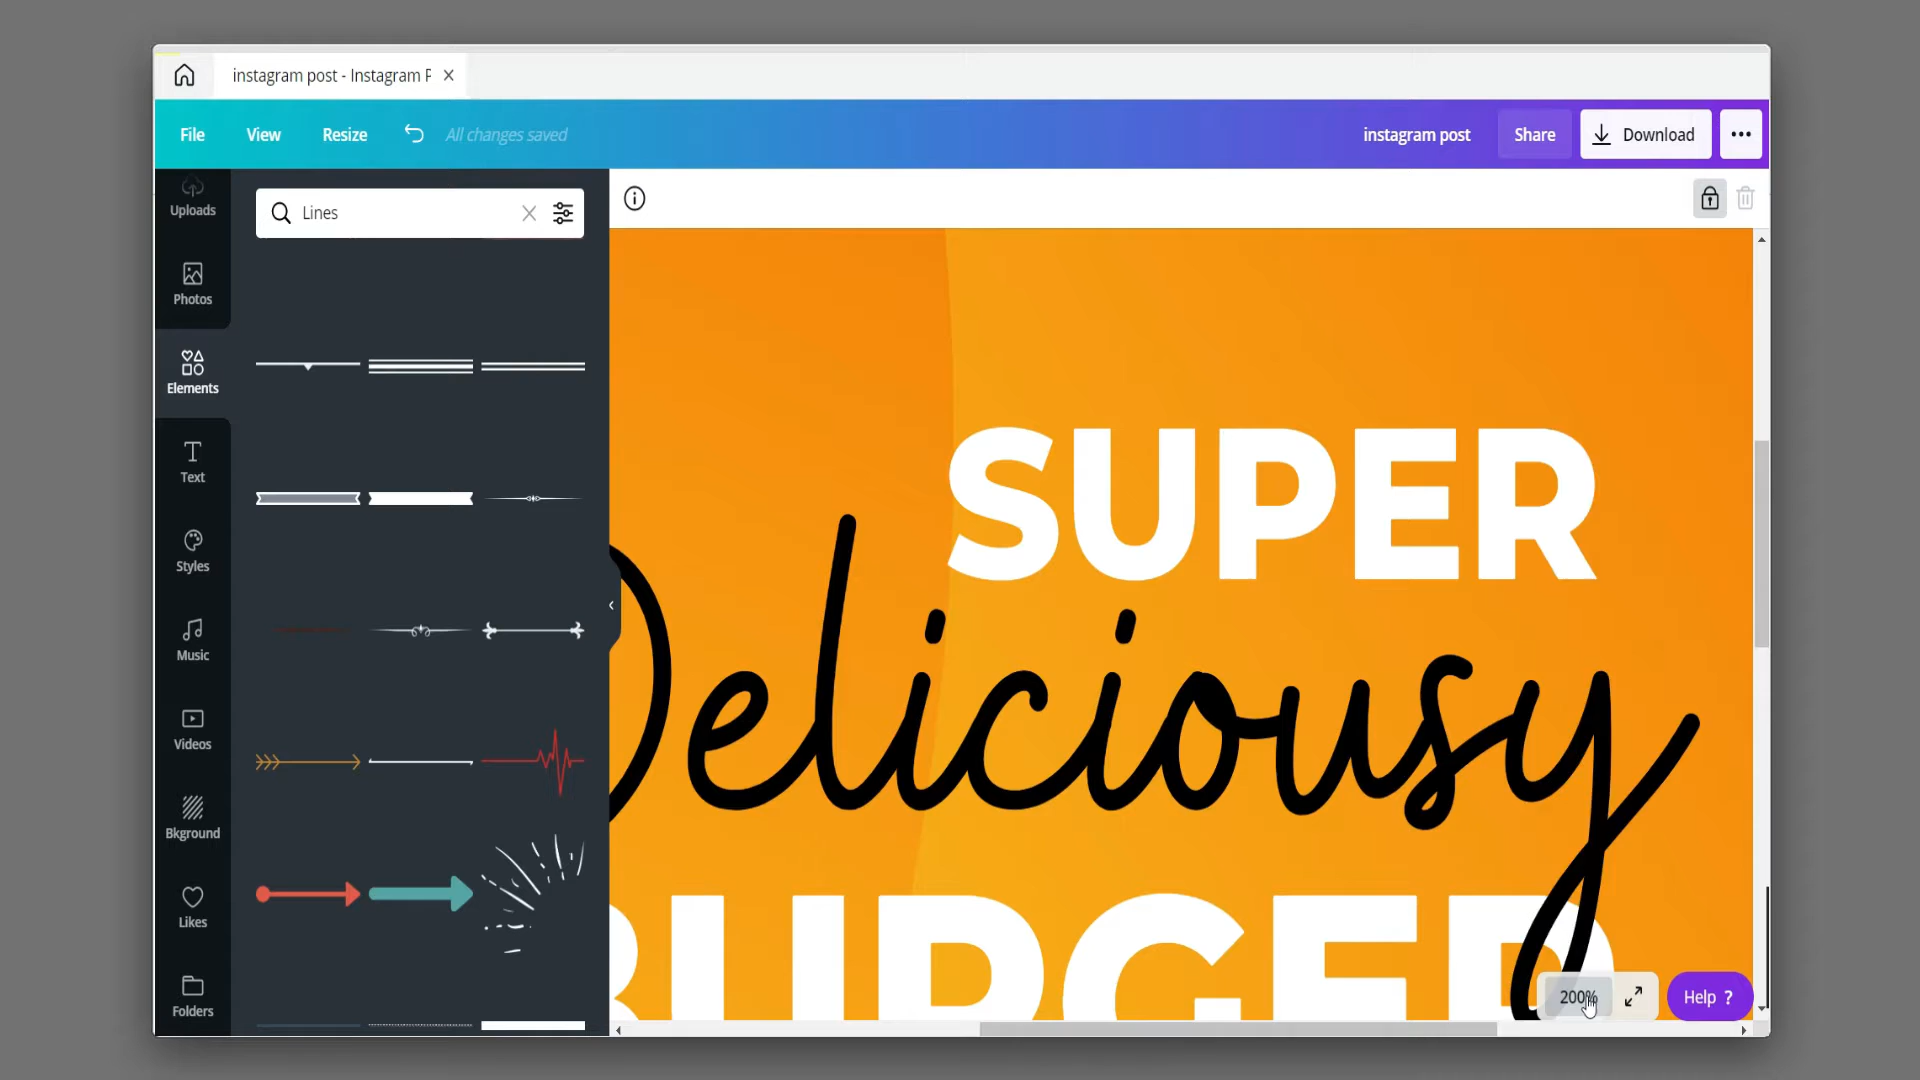 instagram post - Instagram P
File View Resize All changes saved instagram post Share Download
Uploads
Lines
Photos
Elements
Text
Styles
Music
Videos
Bkground
Likes
Folders
SUPER
Deliciousy
BURGER
200% Help ?